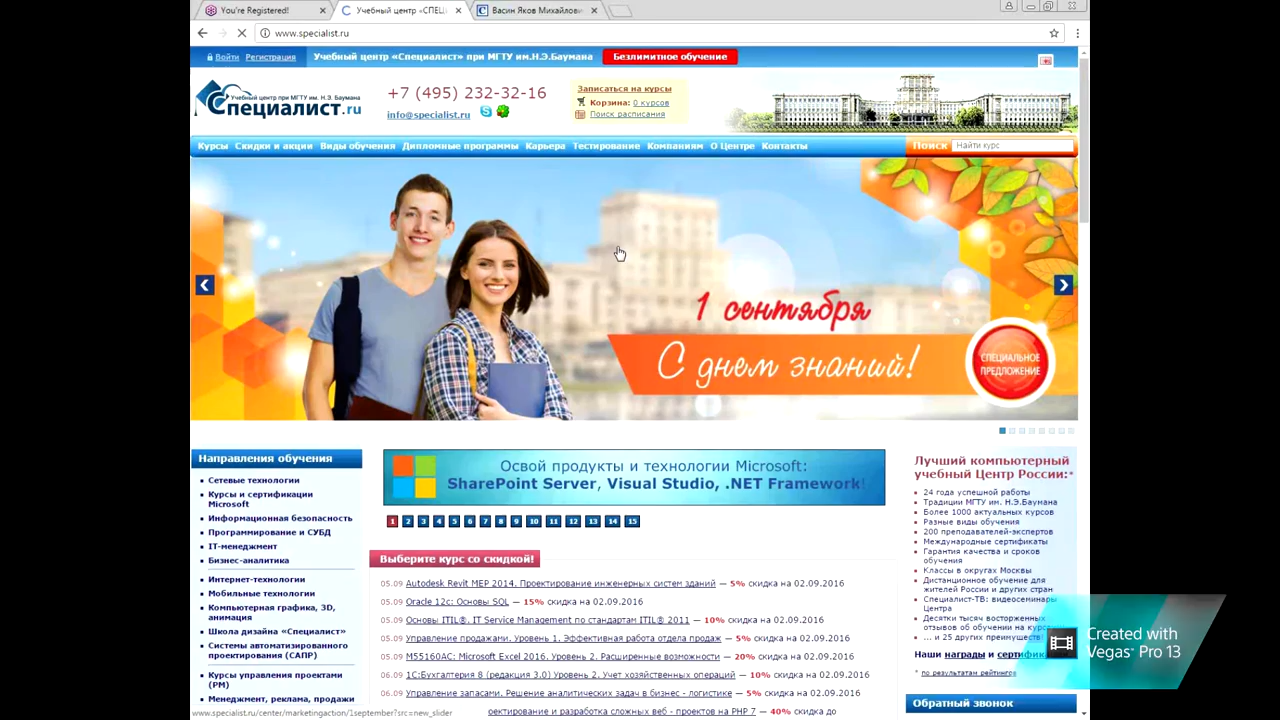 You're Registered!
Учебный центр «СПЕЦ
Васин Яков Михайлови
www.specialist.ru
Войти Регистрация
Учебный центр «Специалист» при МГТУ им.Н.Э.Баумана
Безлимитное обучение
Учебный центр при МГТУ им. Н.Э. Баумана
Специалист.ru
+7 (495) 232-32-16
info@specialist.ru
Записаться на курсы
Корзина: 0 курсов
Поиск расписания
Курсы Скидки и акции Виды обучения Дипломные программы Карьера Тестирование Компаниям О Центре Контакты
Поиск Найти курс
1 сентября
С днем знаний!
СПЕЦИАЛЬНОЕ
ПРЕДЛОЖЕНИЕ
Направления обучения
Сетевые технологии
Курсы и сертификации
Microsoft
Информационная безопасность
Программирование и СУБД
IT-менеджмент
Бизнес-аналитика
Интернет-технологии
Мобильные технологии
Компьютерная графика, 3D,
анимация
Школа дизайна «Специалист»
Системы автоматизированного
проектирования (САПР)
Курсы управления проектами
(PM)
Менеджмент, реклама, продажи
www.specialist.ru/center/marketingaction/1september?src=new_slider
Освой продукты и технологии Microsoft:
SharePoint Server, Visual Studio, .NET Framework!
1 2 3 4 5 6 7 8 9 10 11 12 13 14 15
Выберите курс со скидкой!
05.09 Autodesk Revit MEP 2014. Проектирование инженерных систем зданий — 5% скидка на 02.09.2016
05.09 Oracle 12c: Основы SQL — 15% скидка на 02.09.2016
05.09 Основы ITIL®. IT Service Management по стандартам ITIL® 2011 — 10% скидка на 02.09.2016
05.09 Управление продажами. Уровень 1. Эффективная работа отдела продаж — 5% скидка на 02.09.2016
05.09 M55160AC: Microsoft Excel 2016. Уровень 2. Расширенные возможности — 20% скидка на 02.09.2016
05.09 1С:Бухгалтерия 8 (редакция 3.0) Уровень 2. Учет хозяйственных операций — 10% скидка на 02.09.2016
05.09 Управление запасами. Решение аналитических задач в бизнес - логистике — 5% скидка на 02.09.2016
оектирование и разработка сложных веб - проектов на PHP 7 — 40% скидка до
Лучший компьютерный
учебный Центр России:*
24 года успешной работы
Традиции МГТУ им. Н.Э.Баумана
Более 1000 актуальных курсов
Разные виды обучения
200 преподавателей-экспертов
Международные сертификаты
Гарантия качества и сроков
обучения
Классы в округах Москвы
Дистанционное обучение для
жителей России и других стран
Специалист-ТВ: видеосеминары
Центра
Десятки тысяч восторженных
отзывов об обучении на
... и 25 других преимуществ!
Наши награды и
* по результатам рейтингов
Обратный звонок
Created with
Vegas™ Pro 13